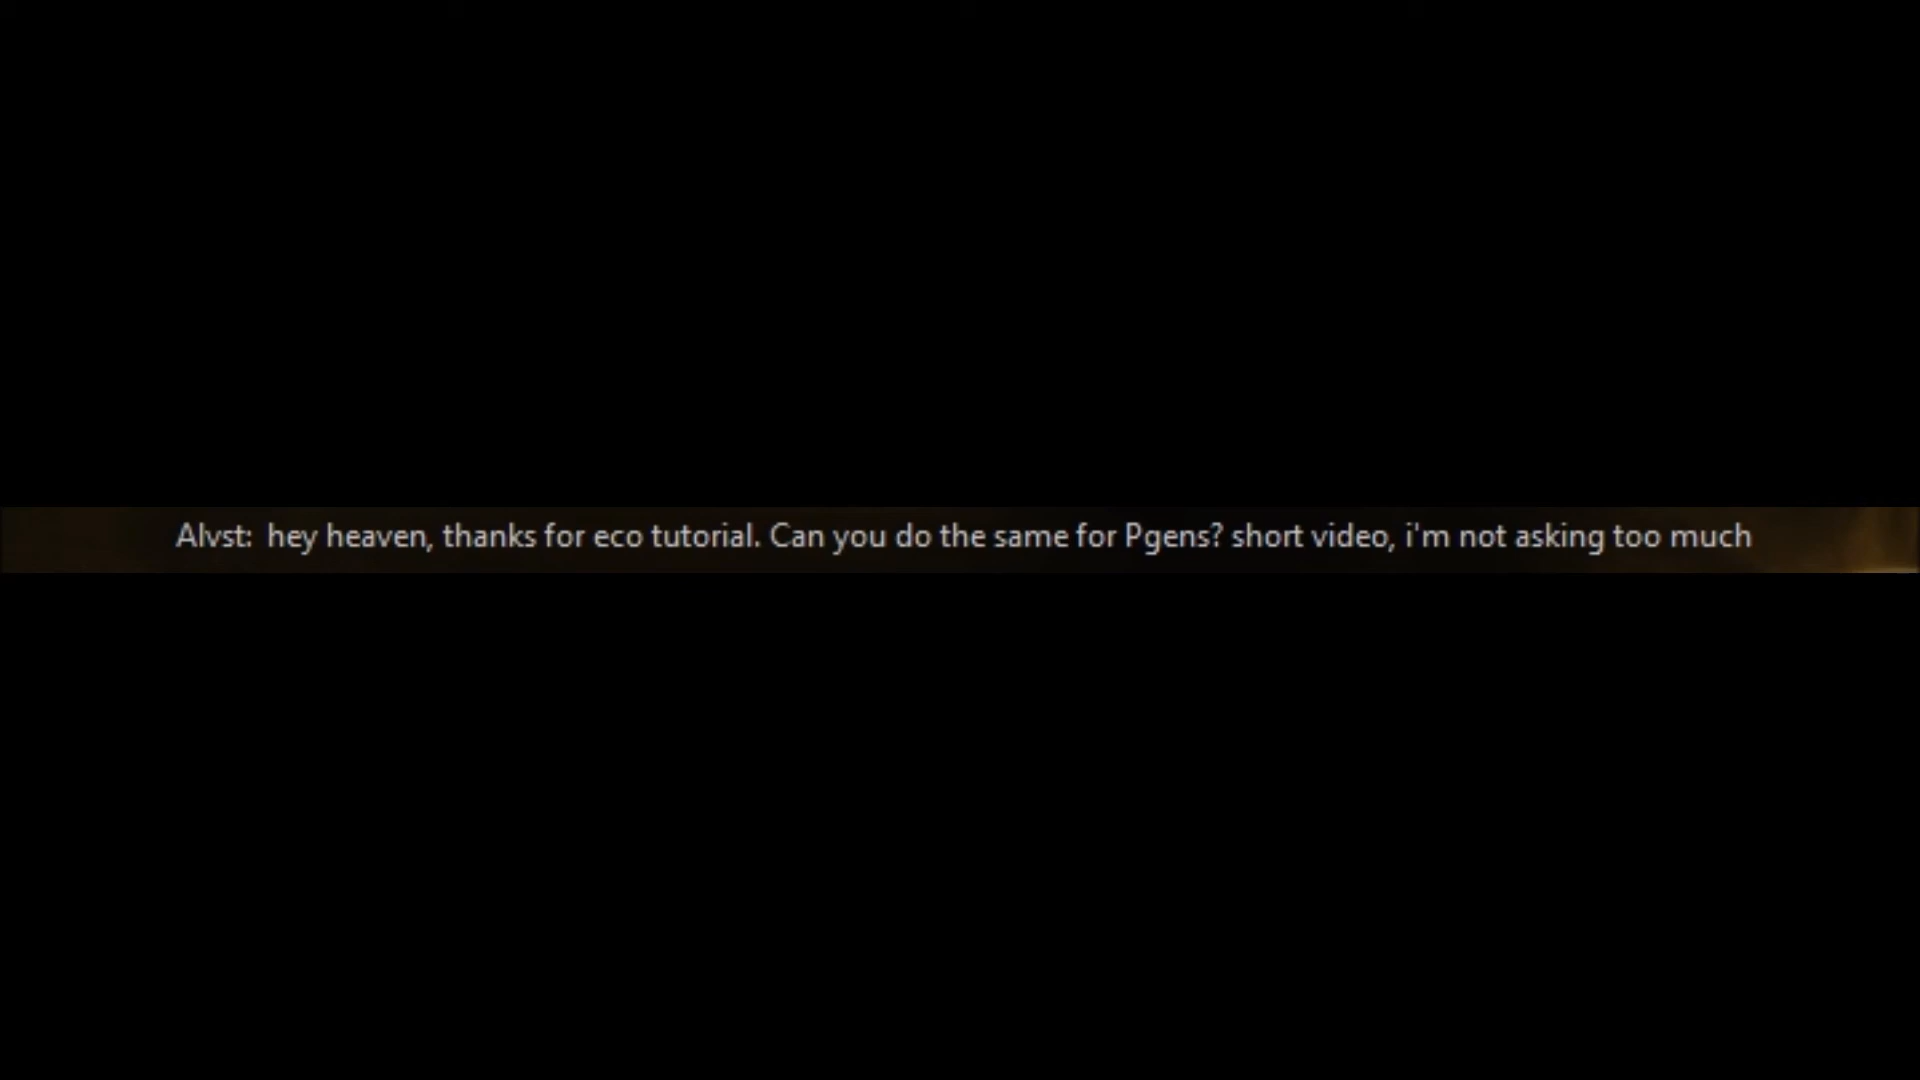 Alvst: hey heaven, thanks for eco tutorial. Can you do the same for Pgens? short video, i'm not asking too much